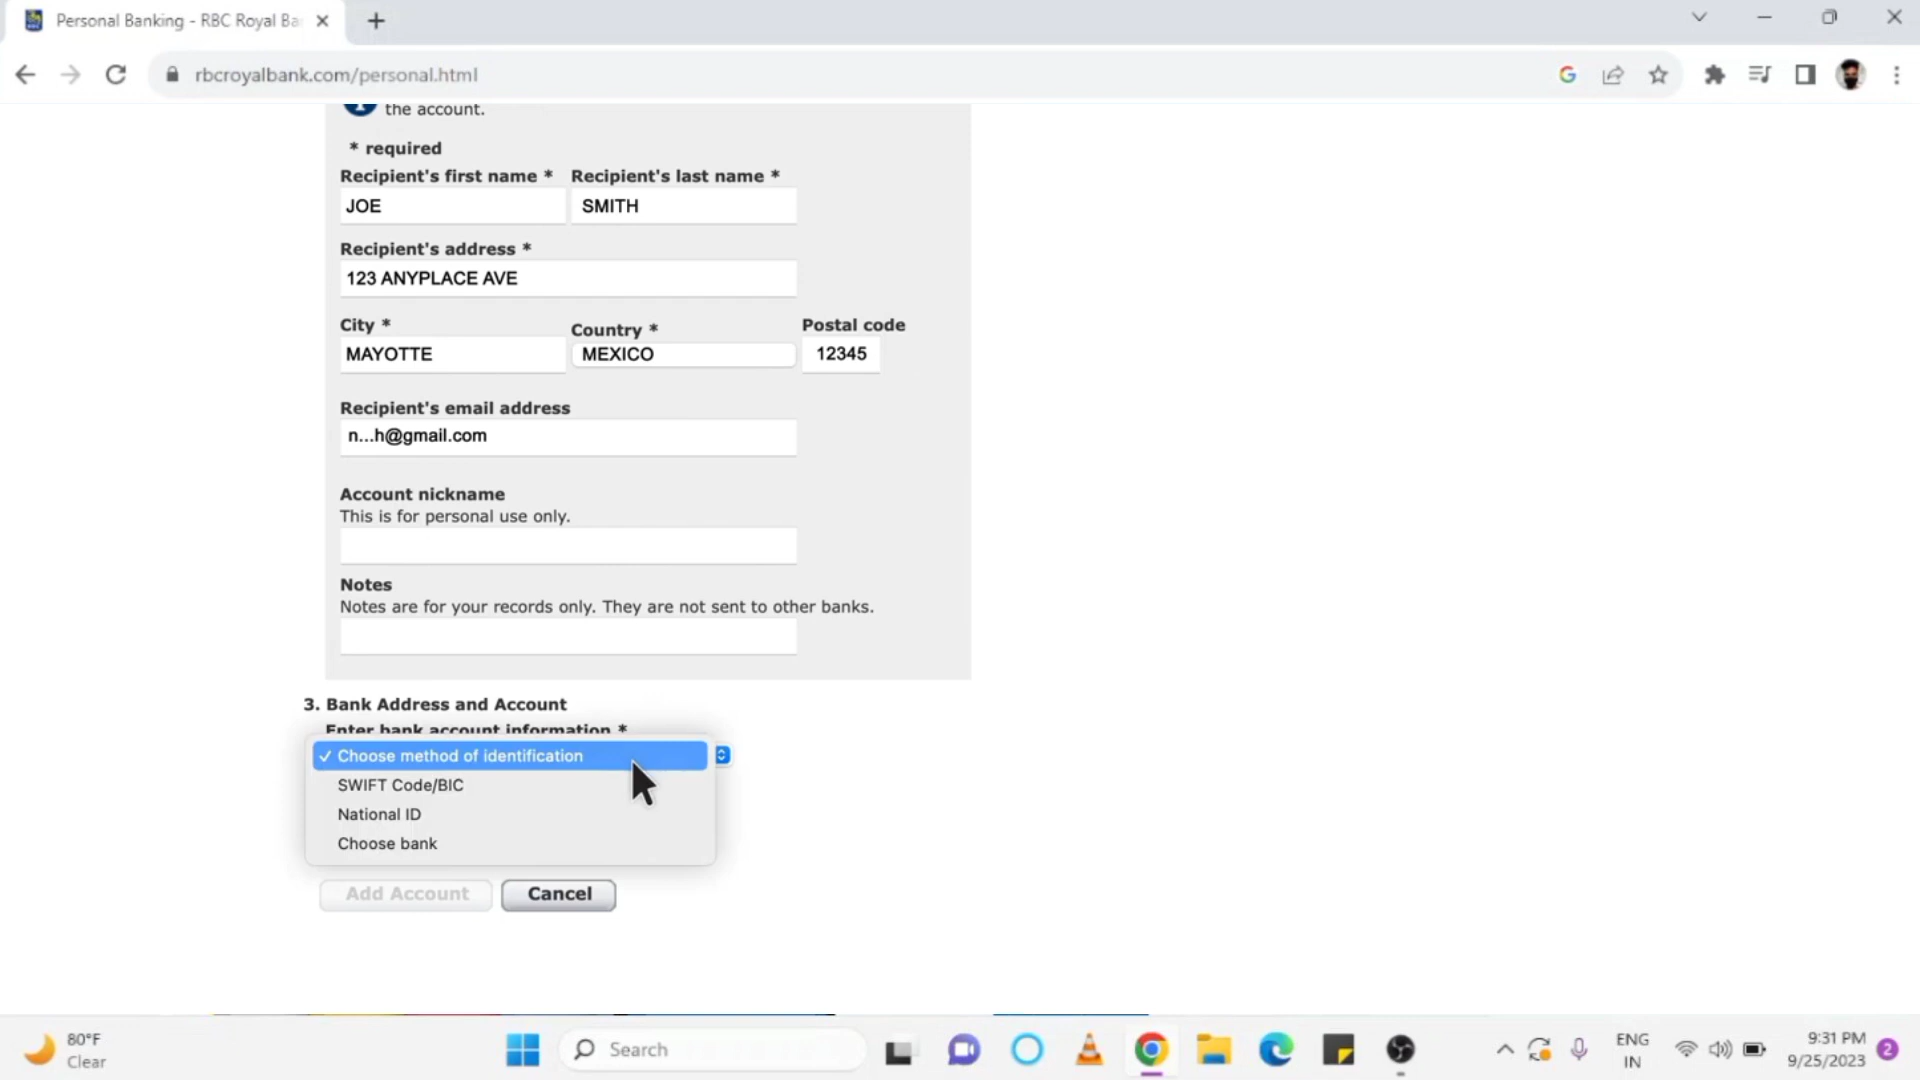 Personal Banking - RBC Royal Ba
rbcroyalbank.com/personal.html
the account.
* required
Recipient's first name * Recipient's last name *
JOE SMITH
Recipient's address *
123 ANYPLACE AVE
City * Country * Postal code
MAYOTTE MEXICO 12345
Recipient's email address
n...h@gmail.com
Account nickname
This is for personal use only.
Notes
Notes are for your records only. They are not sent to other banks.
3. Bank Address and Account
Enter bank account information *
✓ Choose method of identification
SWIFT Code/BIC
National ID
Choose bank
Add Account Cancel
80°F
Clear
Search
ENG
IN
9:31 PM
9/25/2023
2